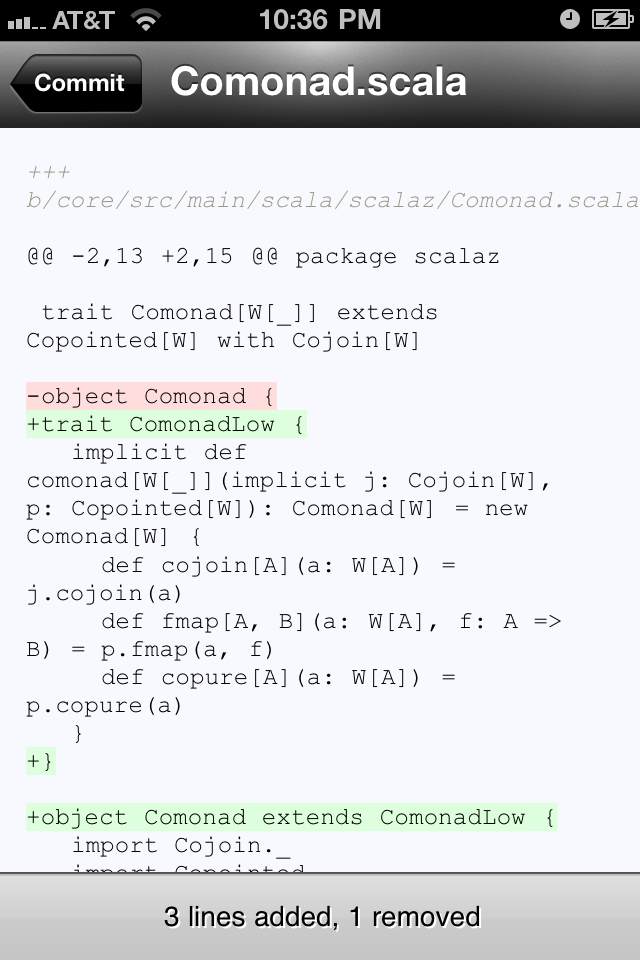 AT&T 10:36 PM
Commit Comonad.scala
+++
b/core/src/main/scala/scalaz/Comonad.scala
@@ -2,13 +2,15 @@ package scalaz
trait Comonad[W[_]] extends
Copointed[W] with Cojoin[W]
-object Comonad {
+trait ComonadLow {
implicit def
comonad[W[_]](implicit j: Cojoin[W],
p: Copointed[W]): Comonad[W] = new
Comonad[W] {
def cojoin[A](a: W[A]) =
j.cojoin(a)
def fmap[A, B](a: W[A], f: A =>
B) = p.fmap(a, f)
def copure[A](a: W[A]) =
p.copure(a)
}
+}
+object Comonad extends ComonadLow {
import Cojoin._
import Copointed
3 lines added, 1 removed